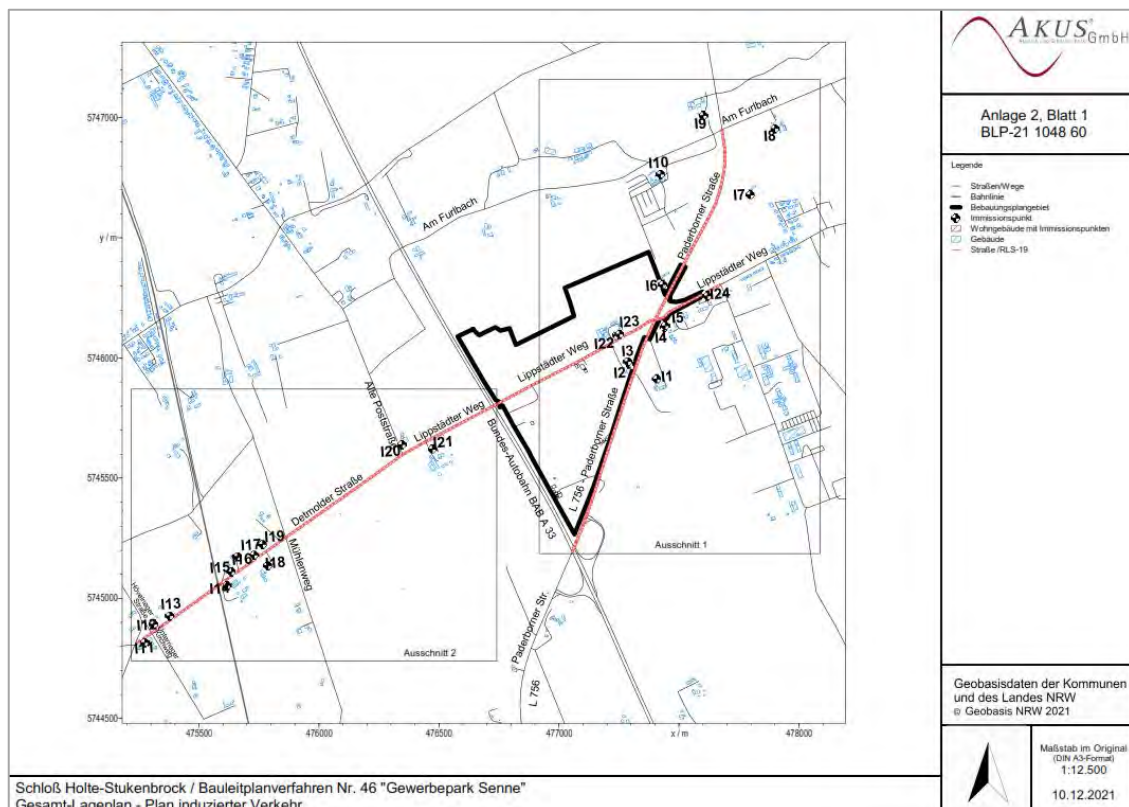 AKUS® GmbH
Anlage 2, Blatt 1
BLP-21 1048 60
Legende
Straßen/Wege
Bahnlinie
Bebauungsplangebiet
Immissionspunkt
Wohngebäude mit Immissionspunkten
Gebäude
Straße /RLS-19
5747000
y / m
5746000
5745500
5745000
5744500
475500
476000
476500
477000
x / m
478000
I9
Am Furlbach
I8
I10
I7
Paderborner Straße
Am Furlbach
Lippstädter Weg
I6
I24
I23
I5
I22
I4
Lippstädter Weg
I3
I2
I1
L 756 - Paderborner Straße
Alte Poststraße
Lippstädter Weg
I20
I21
Bundes-Autobahn BAB A 33
Detmolder Straße
I17
I19
I16
I15
I18
Mühlenweg
I14
I13
I12
I11
Ausschnitt 1
Ausschnitt 2
Paderborner Str.
L 756
Geobasisdaten der Kommunen
und des Landes NRW
© Geobasis NRW 2021
Maßstab im Original
(DIN A3-Format)
1:12.500
10.12.2021
Schloß Holte-Stukenbrock / Bauleitplanverfahren Nr. 46 "Gewerbepark Senne"
Gesamt-Lageplan - Plan induzierter Verkehr